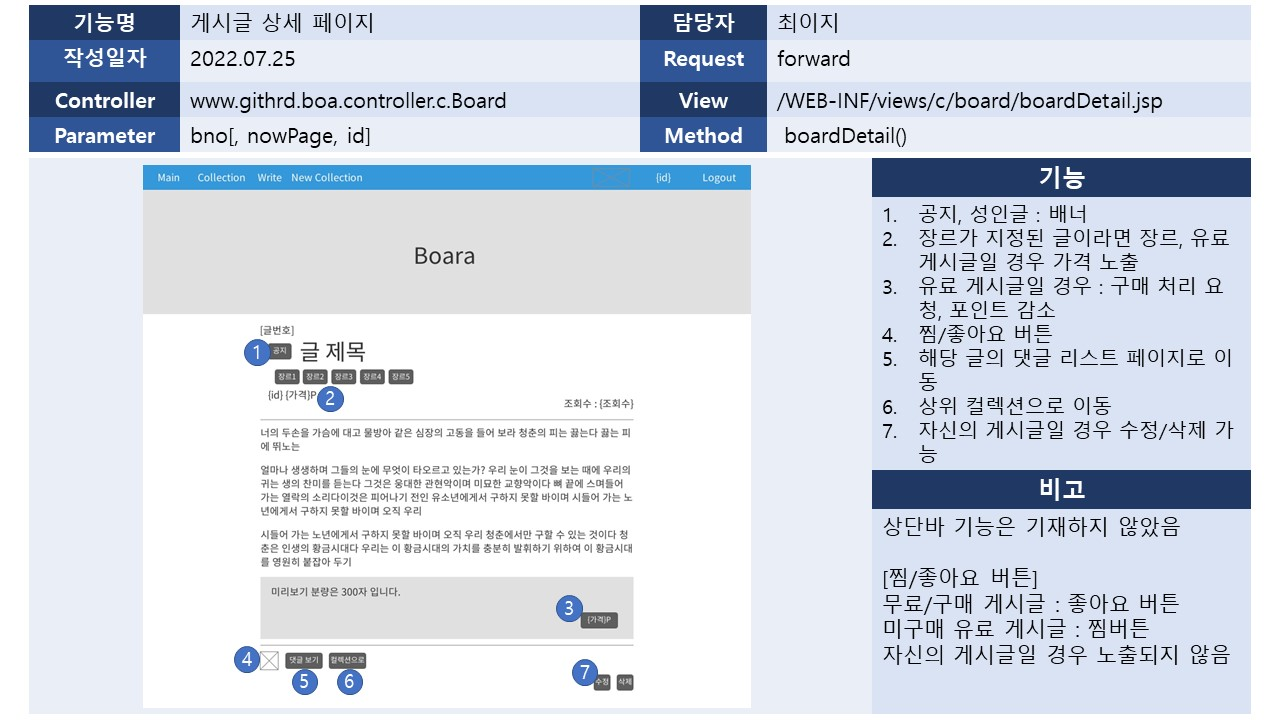 기능명 게시글 상세 페이지 담당자 최이지
작성일자 2022.07.25 Request forward
Controller www.githrd.boa.controller.c.Board View /WEB-INF/views/c/board/boardDetail.jsp
Parameter bno[, nowPage, id] Method boardDetail()
Main Collection Write New Collection {id} Logout
Boara
[글번호]
1 공지 글 제목
장르1 장르2 장르3 장르4 장르5
{id} {가격}P 2
조회수 : {조회수}
너의 두손을 가슴에 대고 물방아 같은 심장의 고동을 들어 보라 청춘의 피는 끓는다 끓는 피
에 뛰노는
얼마나 생생하며 그들의 눈에 무엇이 타오르고 있는가? 우리 눈이 그것을 보는 때에 우리의
귀는 생의 찬미를 듣는다 그것은 웅대한 관현악이며 미묘한 교향악이다 뼈 끝에 스며들어
가는 열락의 소리다이것은 피어나기 전인 유소년에게서 구하지 못할 바이며 시들어 가는 노
년에게서 구하지 못할 바이며 오직 우리
시들어 가는 노년에게서 구하지 못할 바이며 오직 우리 청춘에서만 구할 수 있는 것이다 청
춘은 인생의 황금시대다 우리는 이 황금시대의 가치를 충분히 발휘하기 위하여 이 황금시대
를 영원히 붙잡아 두기
미리보기 분량은 300자 입니다.
3 {가격}P
4 댓글 보기 컬렉션으로
5 6
7 수정 삭제
기능
1. 공지, 성인글 : 배너
2. 장르가 지정된 글이라면 장르, 유료
게시글일 경우 가격 노출
3. 유료 게시글일 경우 : 구매 처리 요
청, 포인트 감소
4. 찜/좋아요 버튼
5. 해당 글의 댓글 리스트 페이지로 이
동
6. 상위 컬렉션으로 이동
7. 자신의 게시글일 경우 수정/삭제 가
능
비고
상단바 기능은 기재하지 않았음
[찜/좋아요 버튼]
무료/구매 게시글 : 좋아요 버튼
미구매 유료 게시글 : 찜버튼
자신의 게시글일 경우 노출되지 않음